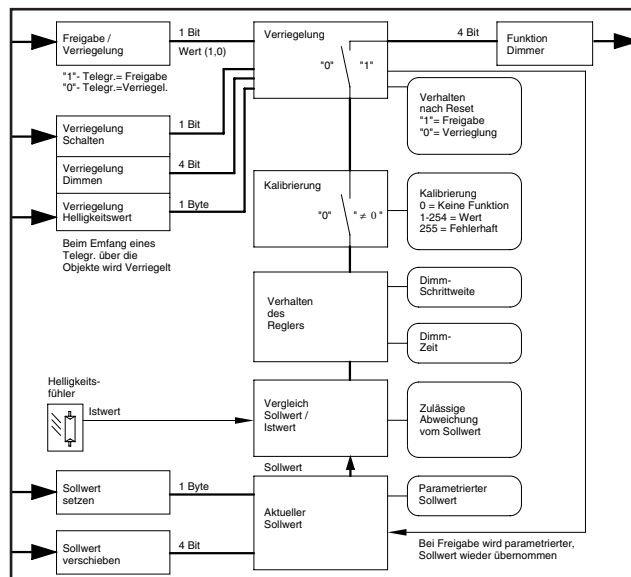 Freigabe /
Verriegelung
1 Bit
Wert (1,0)
"1"- Telegr.= Freigabe
"0"- Telegr.=Verriegel.
Verriegelung
"0"
"1"
4 Bit
Funktion
Dimmer
Verhalten
nach Reset
"1"= Freigabe
"0"= Verrieglung
Verriegelung
Schalten
1 Bit
Verriegelung
Dimmen
4 Bit
Verriegelung
Helligkeitswert
1 Byte
Beim Emfang eines
Telegr. über die
Objekte wird Verriegelt
Kalibrierung
"0"
"≠ 0"
Kalibrierung
0 = Keine Funktion
1-254 = Wert
255 = Fehlerhaft
Verhalten
des
Reglers
Dimm-
Schrittweite
Dimm-
Zeit
Helligkeits-
fühler
Istwert
Vergleich
Sollwert /
Istwert
Zulässige
Abweichung
vom Sollwert
Sollwert
Sollwert
setzen
1 Byte
Aktueller
Sollwert
Parametrierter
Sollwert
Sollwert
verschieben
4 Bit
Bei Freigabe wird parametrierter,
Sollwert wieder übernommen